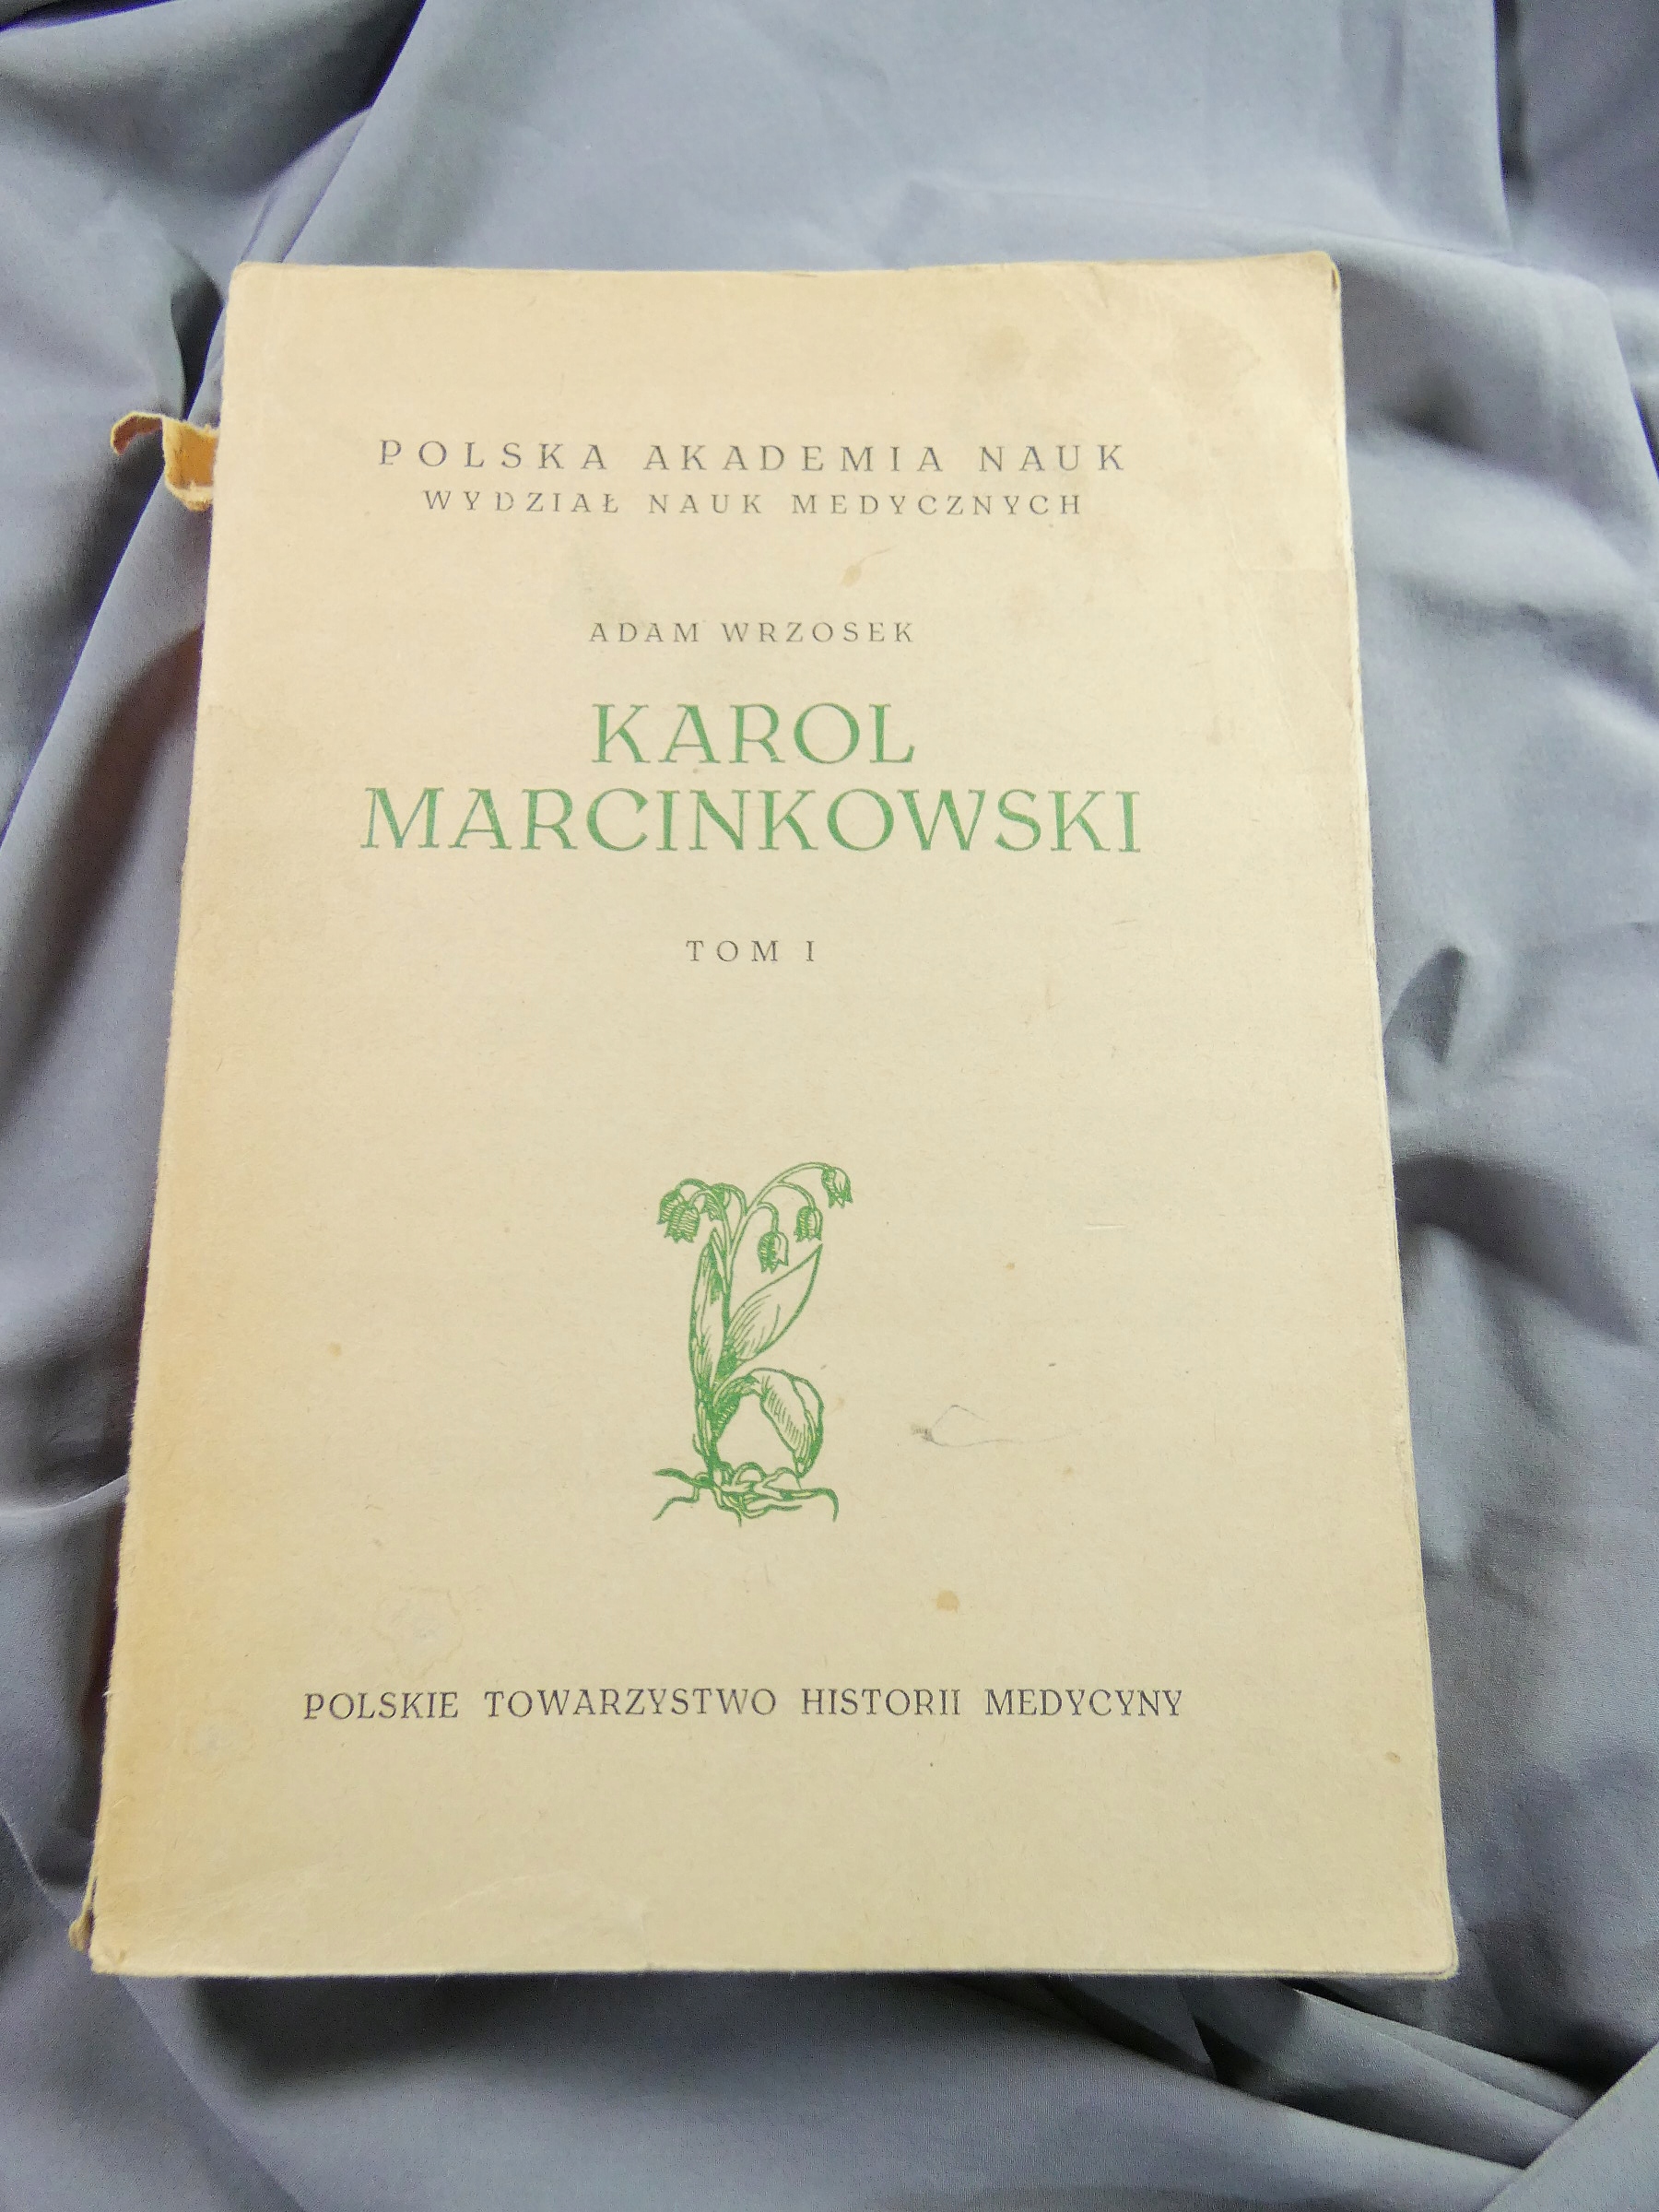 POLSKA AKADEMIA NAUK
WYDZIAŁ NAUK MEDYCZNYCH
ADAM WRZOSEK
KAROL
MARCINKOWSKI
TOM I
POLSKIE TOWARZYSTWO HISTORII MEDYCYNY